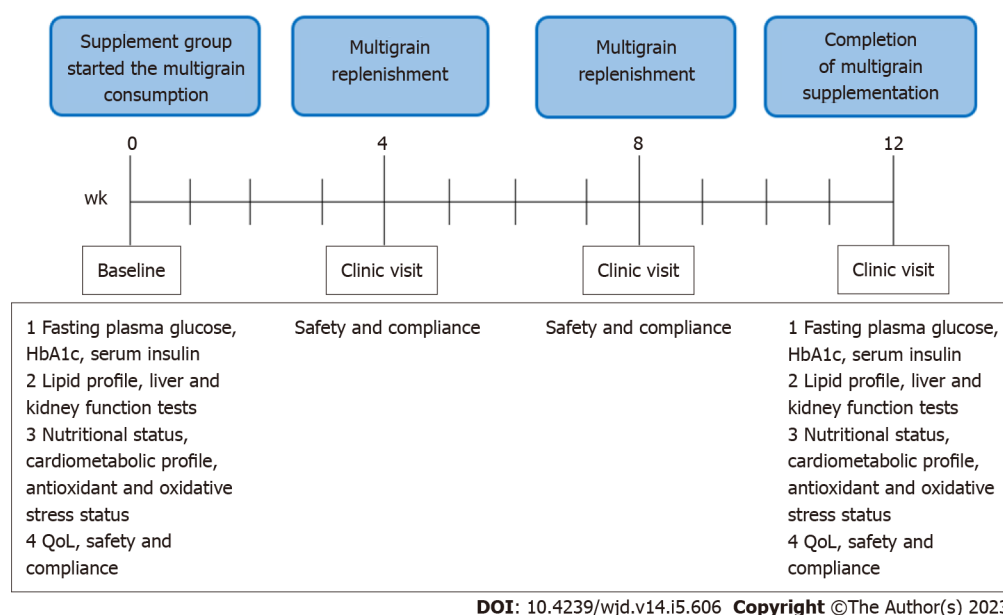 Supplement group
started the multigrain
consumption
Multigrain
replenishment
Multigrain
replenishment
Completion
of multigrain
supplementation
0
4
8
12
wk
Baseline
Clinic visit
Clinic visit
Clinic visit
1 Fasting plasma glucose,
HbA1c, serum insulin
2 Lipid profile, liver and
kidney function tests
3 Nutritional status,
cardiometabolic profile,
antioxidant and oxidative
stress status
4 QoL, safety and
compliance
Safety and compliance
Safety and compliance
1 Fasting plasma glucose,
HbA1c, serum insulin
2 Lipid profile, liver and
kidney function tests
3 Nutritional status,
cardiometabolic profile,
antioxidant and oxidative
stress status
4 QoL, safety and
compliance
DOI: 10.4239/wjd.v14.i5.606 Copyright ©The Author(s) 2023